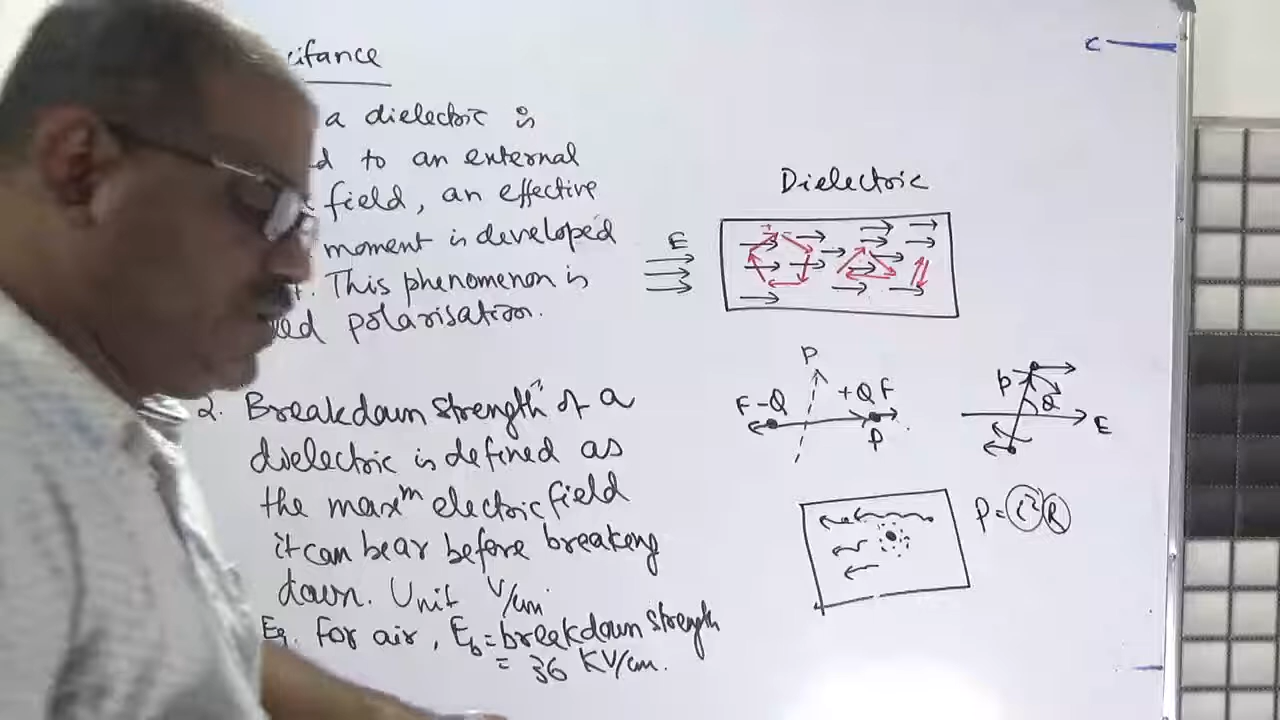 citance
a dielectric is
d to an external
field, an effective
moment is developed
. This phenomenon is
ed polarisation.
2. Breakdown strength of a
dielectric is defined as
the maxm electric field
it can bear before breaking
down. Unit V/cm
Eg. For air, Eb = breakdown strength
= 36 KV/cm.
C
Dielectric
E
P
F -Q +Q F
P
p θ
E
P = i²R